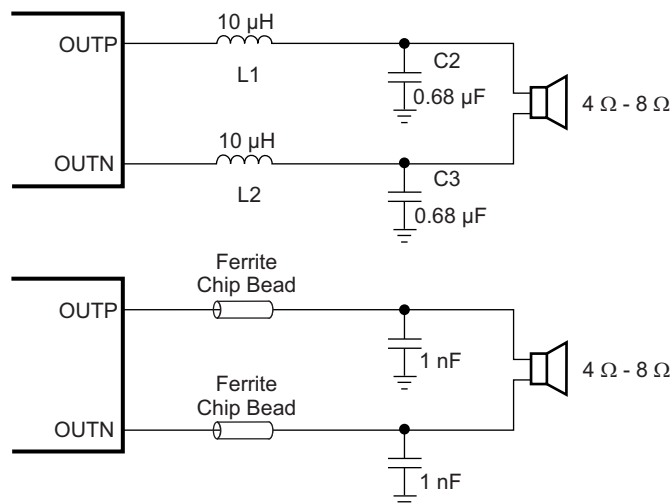 10 µH
OUTP
L1
C2
0.68 µF
4 Ω - 8 Ω
10 µH
OUTN
L2
C3
0.68 µF
Ferrite
Chip Bead
OUTP
1 nF
4 Ω - 8 Ω
Ferrite
Chip Bead
OUTN
1 nF